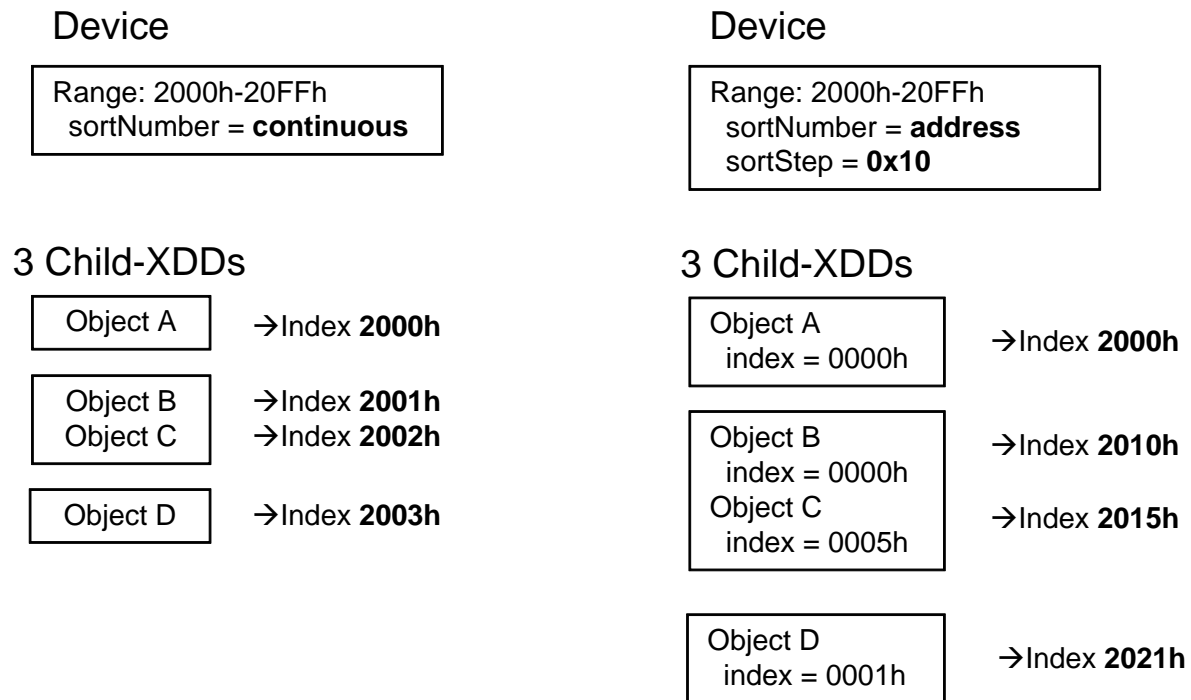 Device
Range: 2000h-20FFh
sortNumber = continuous
3 Child-XDDs
Object A →Index 2000h
Object B →Index 2001h
Object C →Index 2002h
Object D →Index 2003h
Device
Range: 2000h-20FFh
sortNumber = address
sortStep = 0x10
3 Child-XDDs
Object A
index = 0000h
→Index 2000h
Object B
index = 0000h
→Index 2010h
Object C
index = 0005h
→Index 2015h
Object D
index = 0001h
→Index 2021h